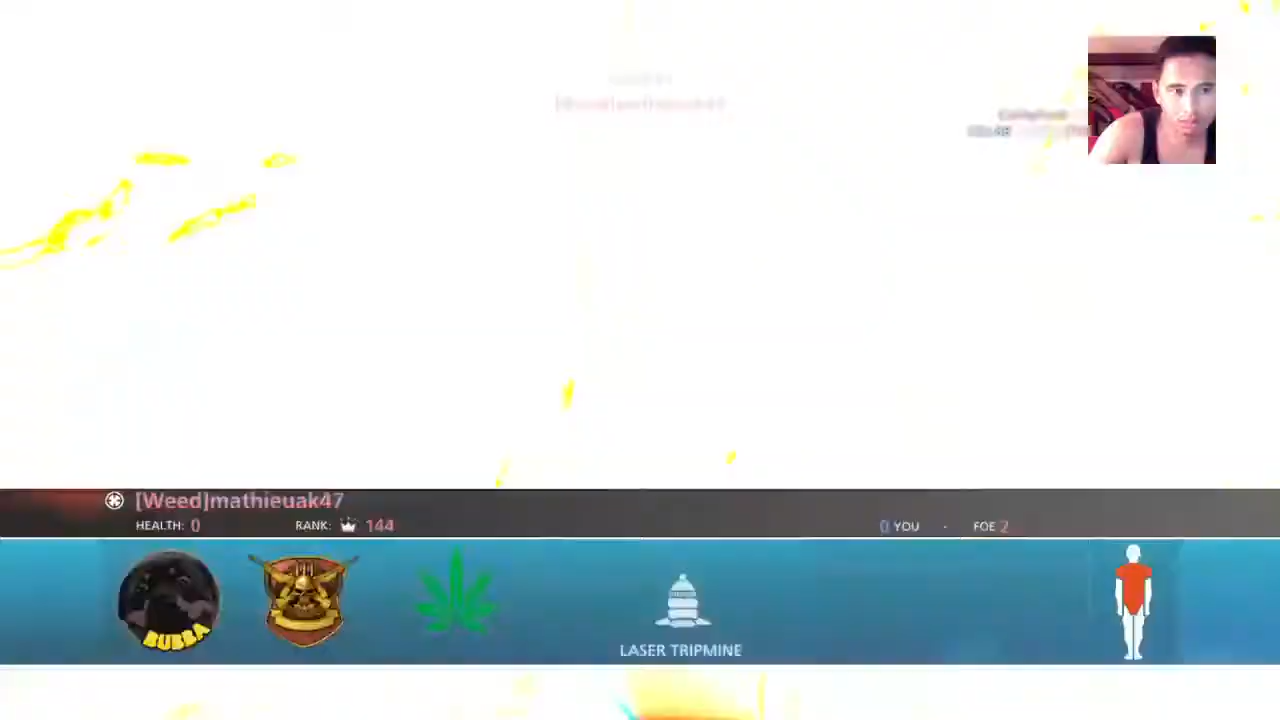 [Weed]mathieuak47
HEALTH: 0 RANK: 144 0 YOU - FOE 2
BUBBA
LASER TRIPMINE